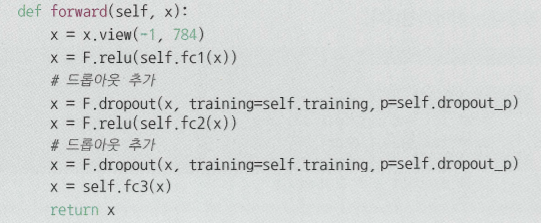 def forward(self, x):
    x = x.view(-1, 784)
    x = F.relu(self.fc1(x))
    # 드롭아웃 추가
    x = F.dropout(x, training=self.training, p=self.dropout_p)
    x = F.relu(self.fc2(x))
    # 드롭아웃 추가
    x = F.dropout(x, training=self.training, p=self.dropout_p)
    x = self.fc3(x)
    return x